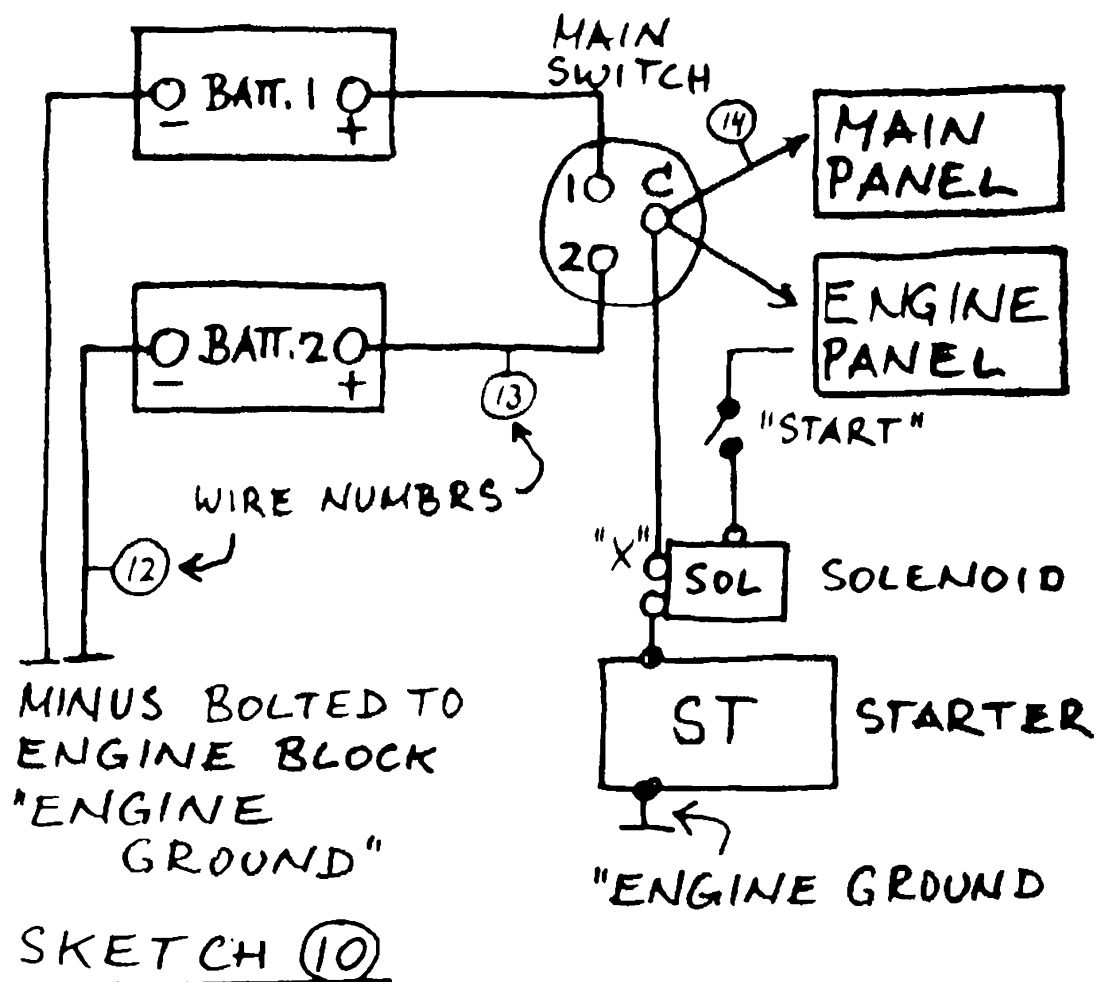 BATT. 1
-
+
MAIN
SWITCH
14
MAIN
PANEL
1
C
2
ENGINE
PANEL
BATT. 2
-
+
13
"START"
WIRE NUMBRS
12
"X"
SOL
SOLENOID
MINUS BOLTED TO
ENGINE BLOCK
"ENGINE
GROUND"
ST
STARTER
"ENGINE GROUND
SKETCH 10